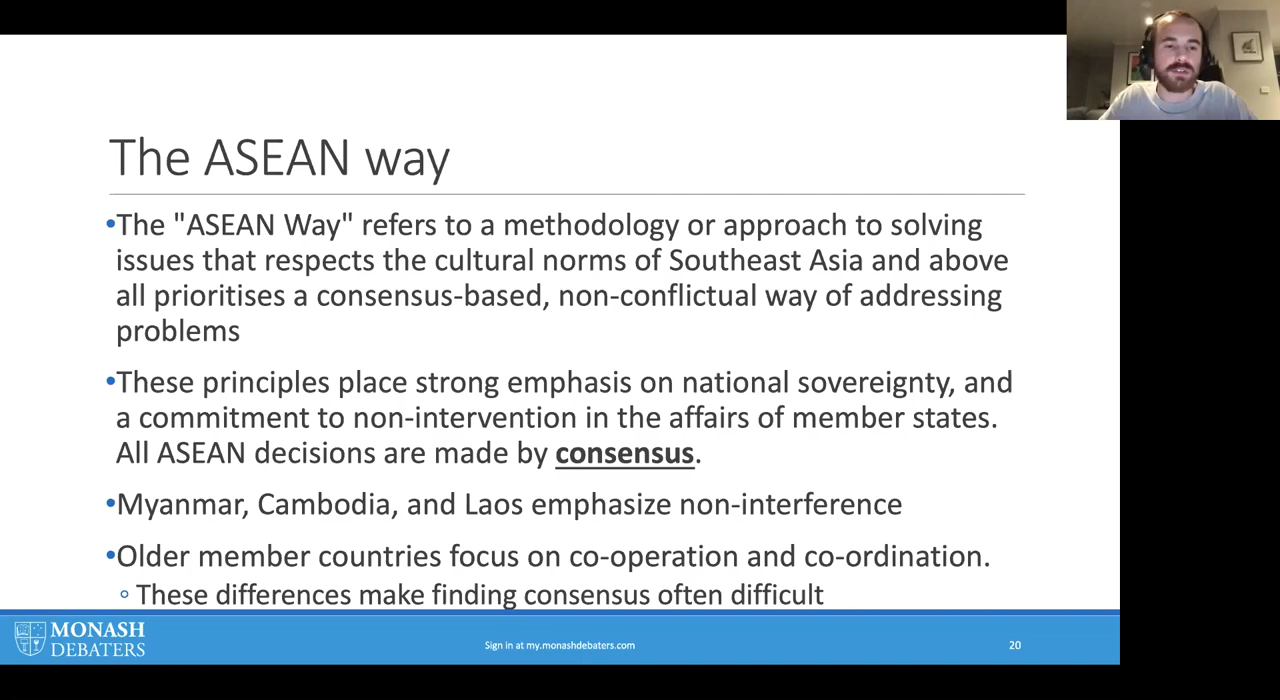 The ASEAN way
•The "ASEAN Way" refers to a methodology or approach to solving
issues that respects the cultural norms of Southeast Asia and above
all prioritises a consensus-based, non-conflictual way of addressing
problems
•These principles place strong emphasis on national sovereignty, and
a commitment to non-intervention in the affairs of member states.
All ASEAN decisions are made by consensus.
•Myanmar, Cambodia, and Laos emphasize non-interference
•Older member countries focus on co-operation and co-ordination.
◦ These differences make finding consensus often difficult
MONASH
DEBATERS
Sign in at my.monashdebaters.com
20